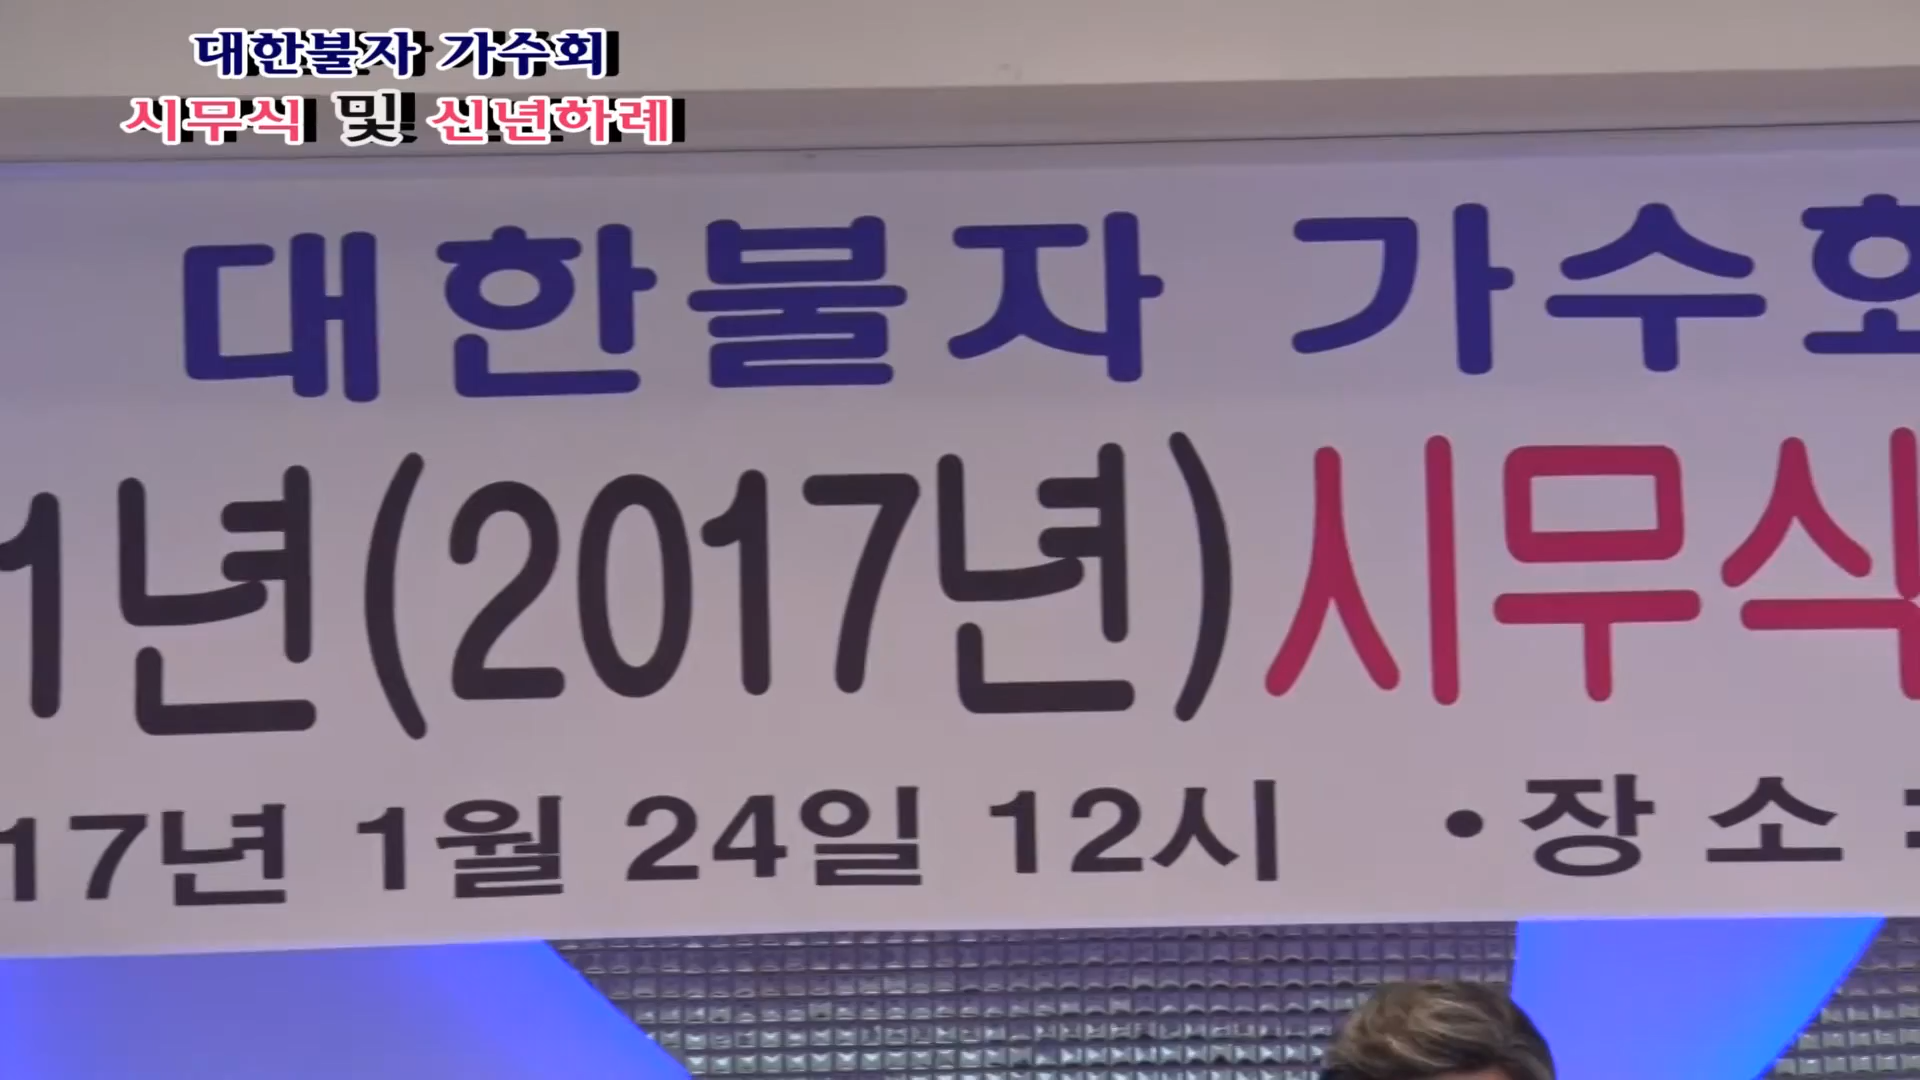 대한불자 가수회
시무식 및 신년하례
대한불자 가수회
1년(2017년)시무식
17년 1월 24일 12시 ·장 소 :